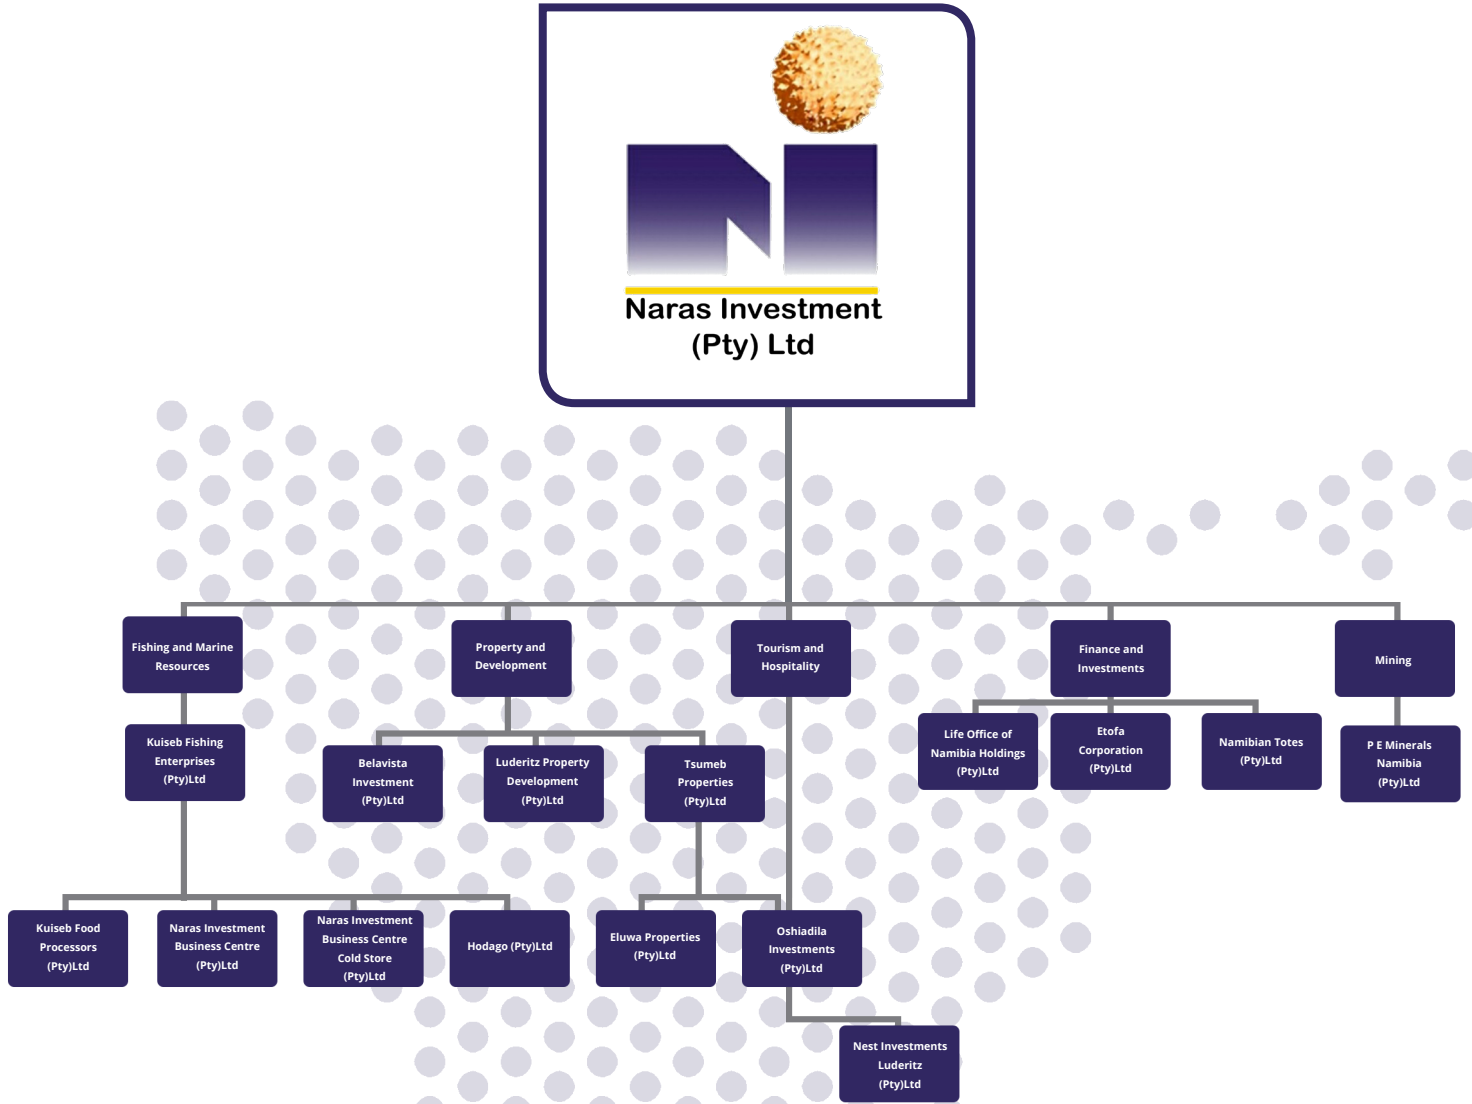 Naras Investment
(Pty) Ltd
Fishing and Marine
Resources
Property and
Development
Tourism and
Hospitality
Finance and
Investments
Mining
Kuiseb Fishing
Enterprises
(Pty)Ltd
Belavista
Investment
(Pty)Ltd
Luderitz Property
Development
(Pty)Ltd
Tsumeb
Properties
(Pty)Ltd
Life Office of
Namibia Holdings
(Pty)Ltd
Etofa
Corporation
(Pty)Ltd
Namibian Totes
(Pty)Ltd
P E Minerals
Namibia
(Pty)Ltd
Kuiseb Food
Processors
(Pty)Ltd
Naras Investment
Business Centre
(Pty)Ltd
Naras Investment
Business Centre
Cold Store
(Pty)Ltd
Hodago (Pty)Ltd
Eluwa Properties
(Pty)Ltd
Oshiadila
Investments
(Pty)Ltd
Nest Investments
Luderitz
(Pty)Ltd